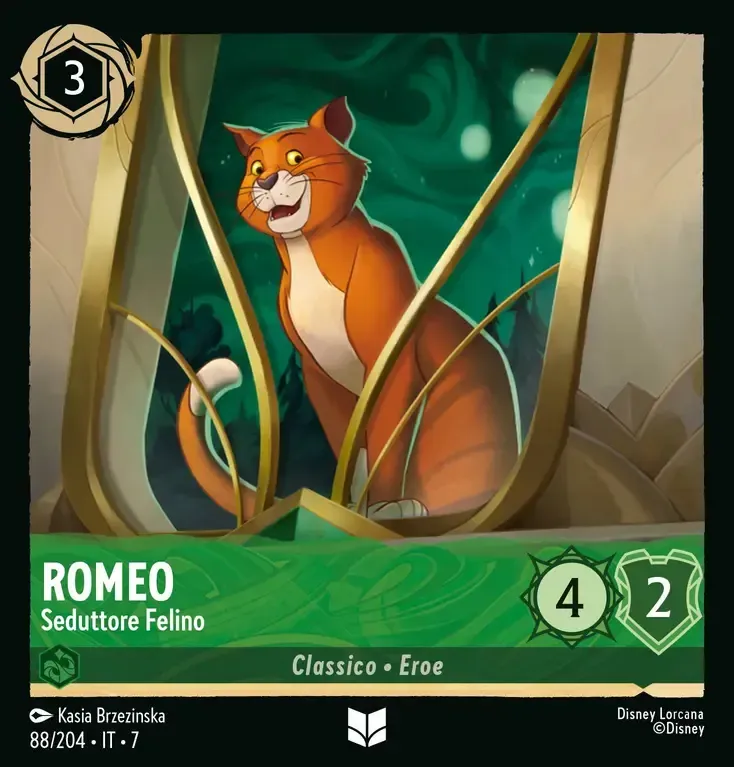 3
ROMEO
Seduttore Felino
4
2
Classico • Eroe
Kasia Brzezinska
88/204 • IT • 7
Disney Lorcana
©Disney